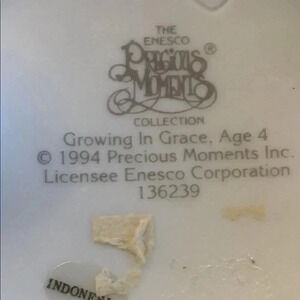 THE
ENESCO
PRECIOUS
MOMENTS®
COLLECTION
Growing In Grace, Age 4
© 1994 Precious Moments Inc.
Licensee Enesco Corporation
136239